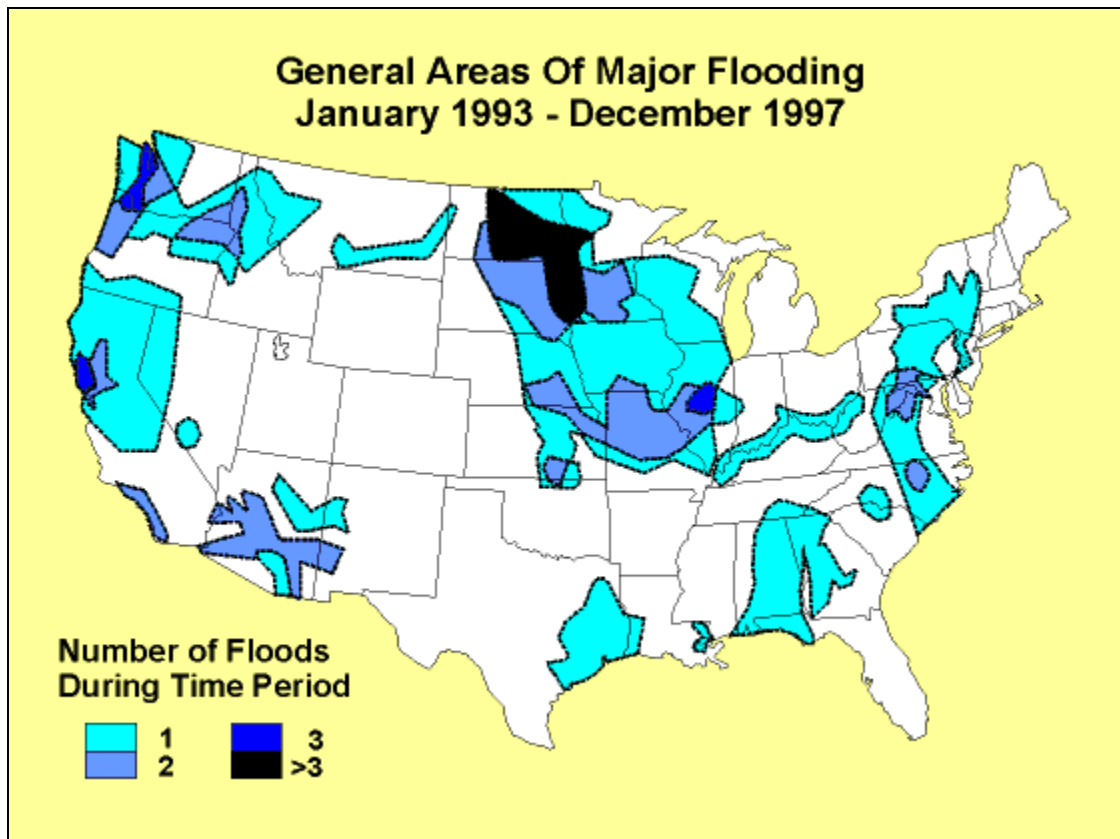 General Areas Of Major Flooding
January 1993 - December 1997
Number of Floods
During Time Period
1 3
2 >3